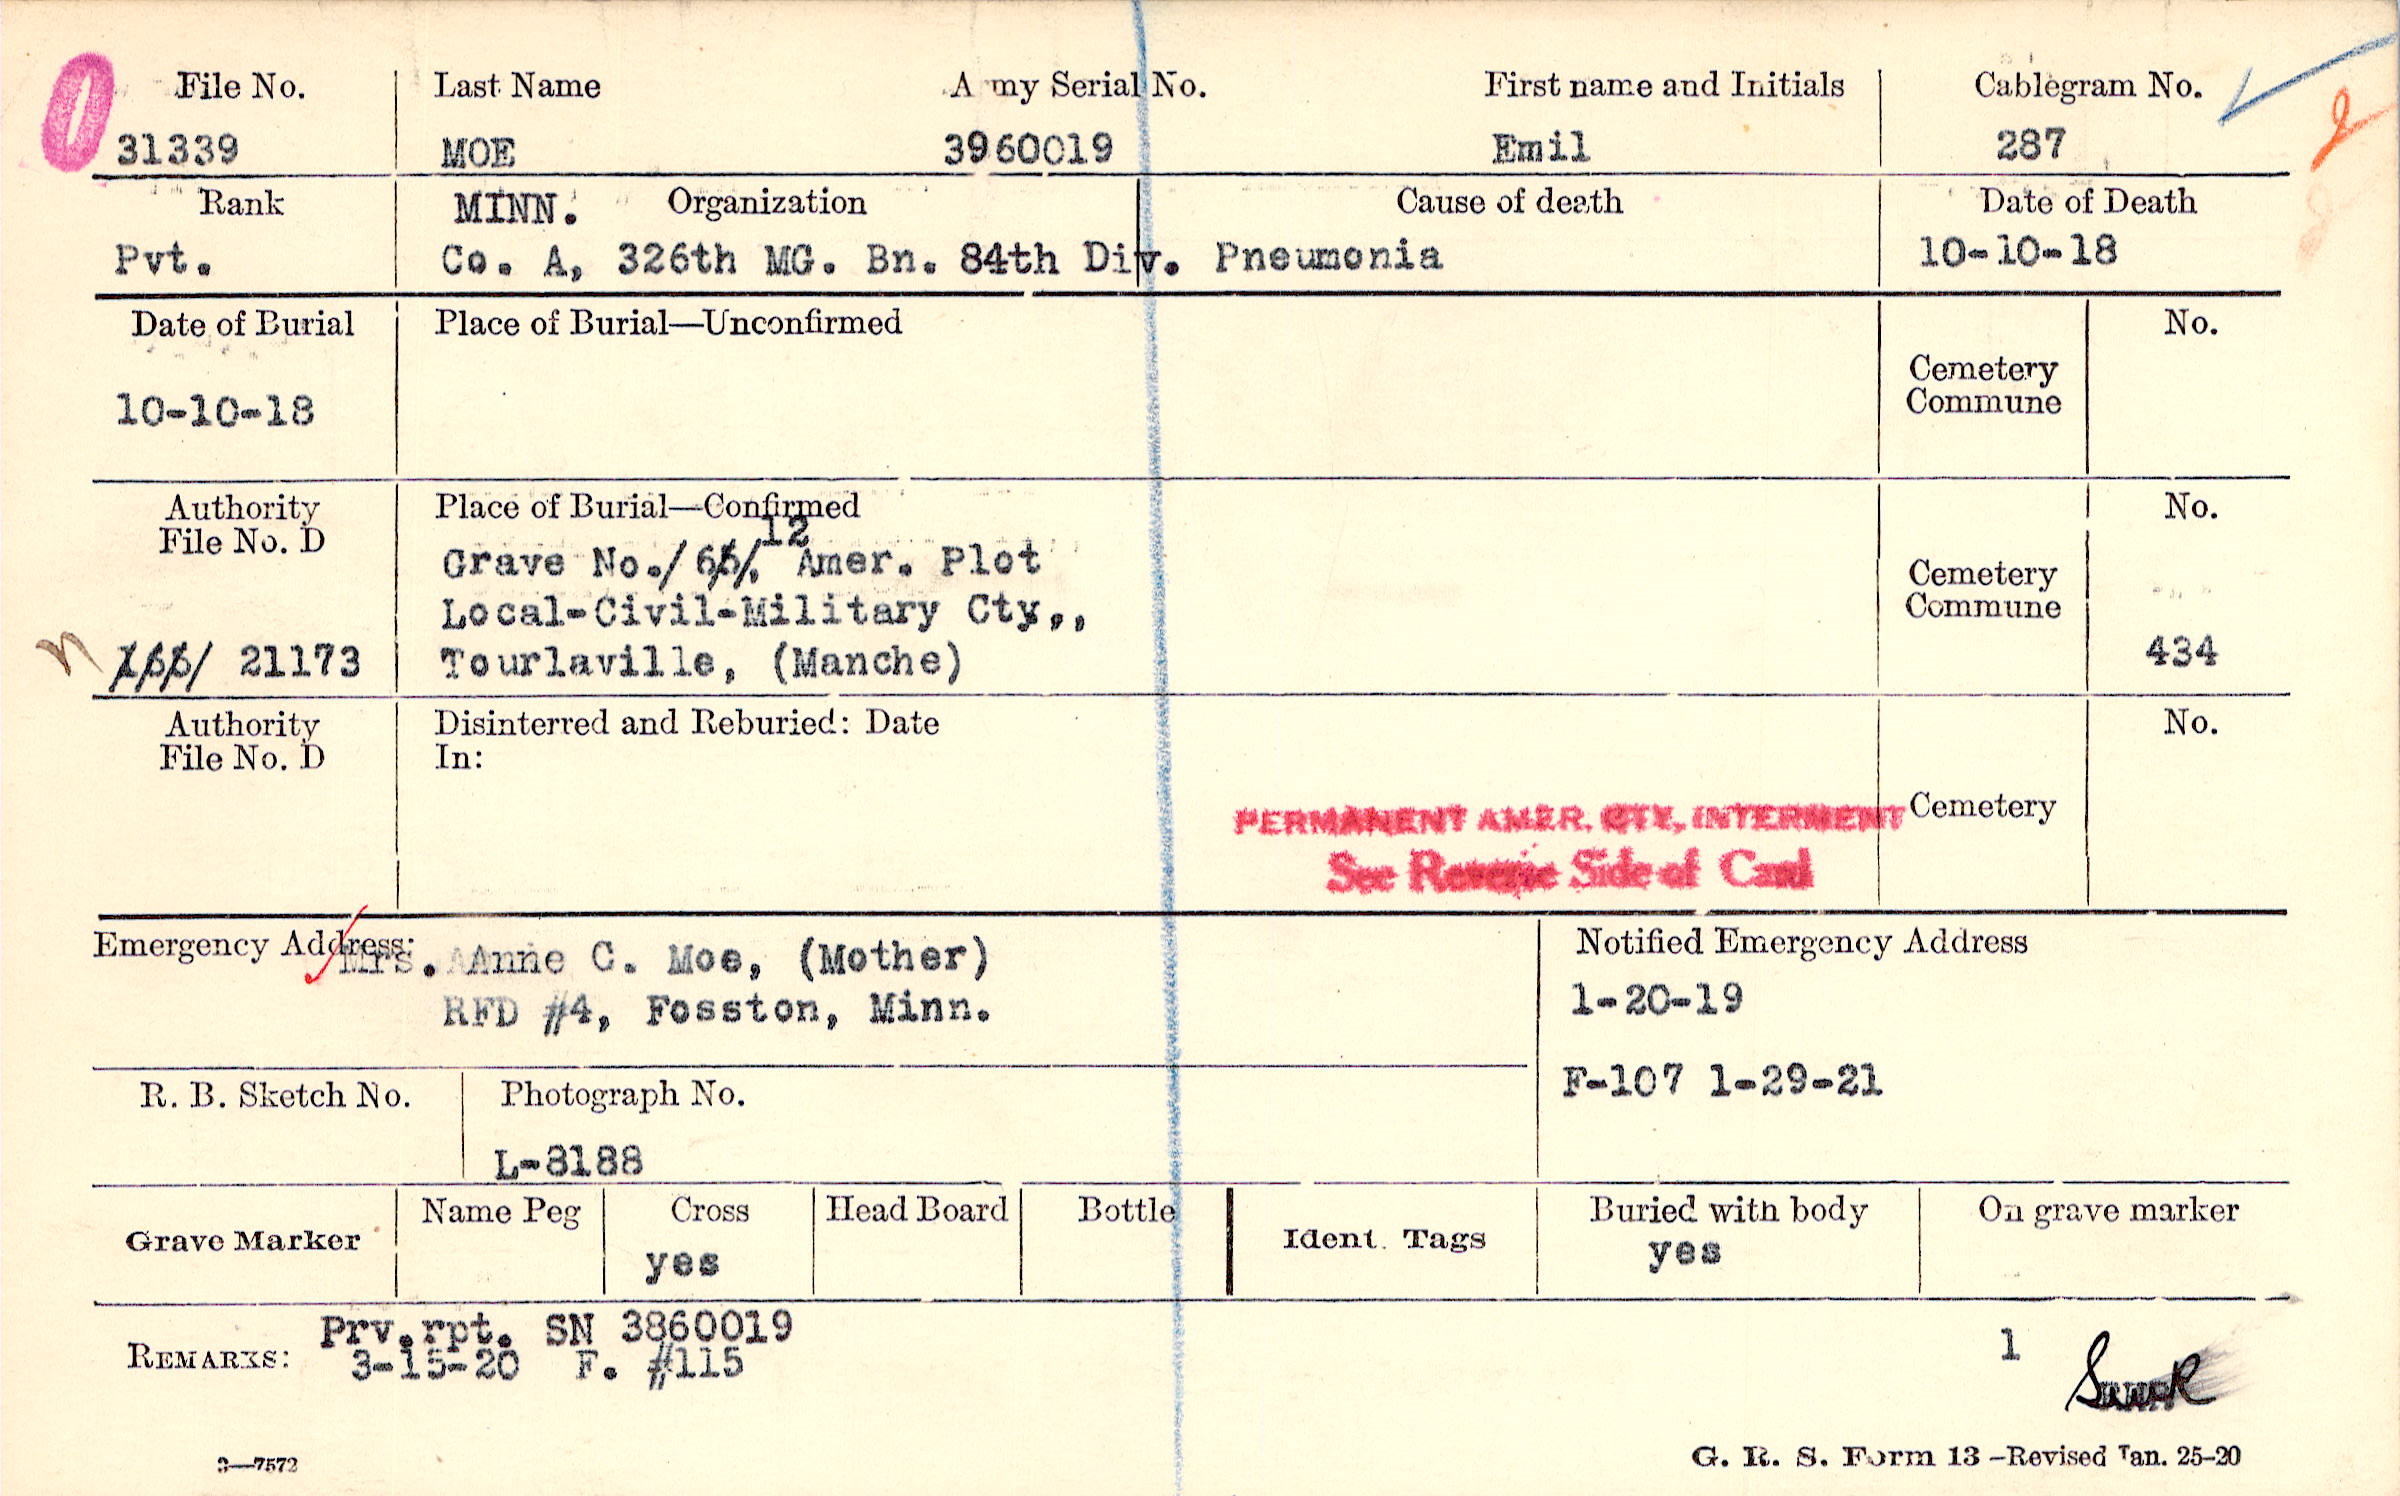 File No. Last Name A my Serial No. First name and Initials Cablegram No.
31339 MOE 3960019 Emil 287
Rank MINN. Organization Cause of death Date of Death
Pvt. Co. A, 326th MG. Bn. 84th Div. Pneumonia 10-10-18
Date of Burial Place of Burial—Unconfirmed No.
Cemetery
Commune
10-10-18
Authority Place of Burial—Confirmed No.
File No. D
12
Grave No./ 65/. Amer. Plot
Cemetery
Local-Civil-Military Cty,,
Commune
21173 Tourlaville, (Manche) 434
Authority Disinterred and Reburied: Date No.
File No. D In:
PERMANENT AMER. CTY. INTERMENT Cemetery
See Reverse Side of Card
Emergency Address: Mrs. Anne C. Moe, (Mother) Notified Emergency Address
RFD #4, Fosston, Minn. 1-20-19
F-107 1-29-21
R. B. Sketch No. Photograph No.
L-8188
Grave Marker Name Peg Cross Head Board Bottle Ident. Tags Buried with body On grave marker
yes yes
Prv.rpt. SN 3860019
REMARKS: 3-15-20 F. #115 1
3—7572 G. R. S. Form 13 –Revised Jan. 25-20